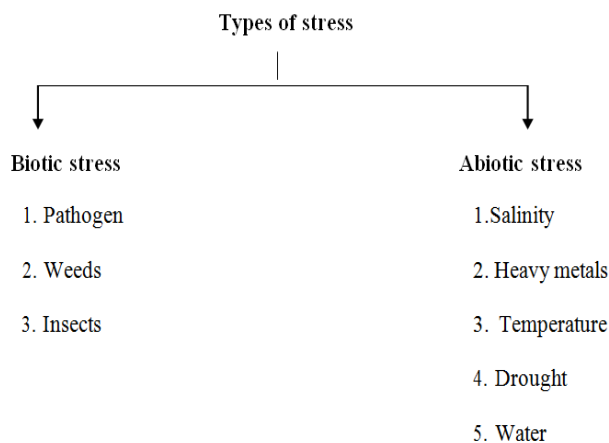 Types of stress
Biotic stress
1. Pathogen
2. Weeds
3. Insects
Abiotic stress
1.Salinity
2. Heavy metals
3. Temperature
4. Drought
5. Water